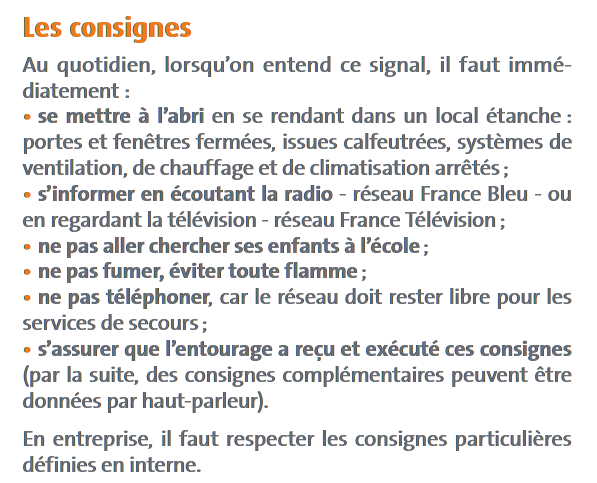 Les consignes
Au quotidien, lorsqu'on entend ce signal, il faut immé-
diatement :
• se mettre à l'abri en se rendant dans un local étanche :
portes et fenêtres fermées, issues calfeutrées, systèmes de
ventilation, de chauffage et de climatisation arrêtés ;
• s'informer en écoutant la radio - réseau France Bleu - ou
en regardant la télévision - réseau France Télévision ;
• ne pas aller chercher ses enfants à l'école ;
• ne pas fumer, éviter toute flamme ;
• ne pas téléphoner, car le réseau doit rester libre pour les
services de secours ;
• s'assurer que l'entourage a reçu et exécuté ces consignes
(par la suite, des consignes complémentaires peuvent être
données par haut-parleur).
En entreprise, il faut respecter les consignes particulières
définies en interne.